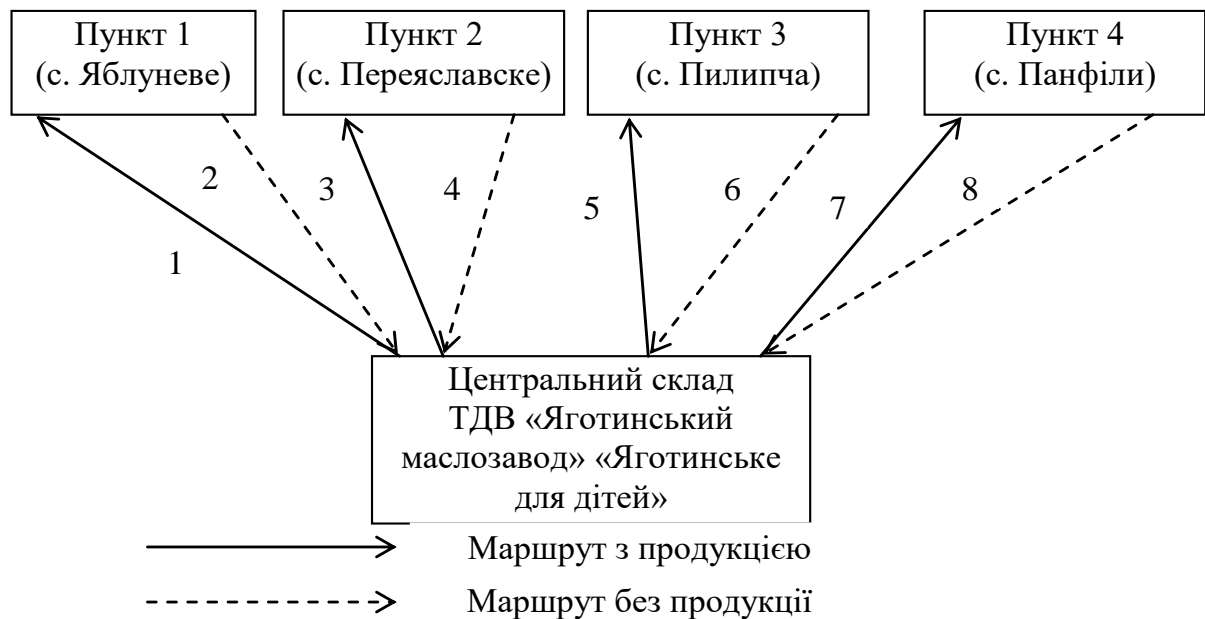 Пункт 1
(с. Яблуневе)
Пункт 2
(с. Переяславске)
Пункт 3
(с. Пилипча)
Пункт 4
(с. Панфіли)
1
2
3
4
5
6
7
8
Центральний склад
ТДВ «Яготинський
маслозавод» «Яготинське
для дітей»
Маршрут з продукцією
Маршрут без продукції